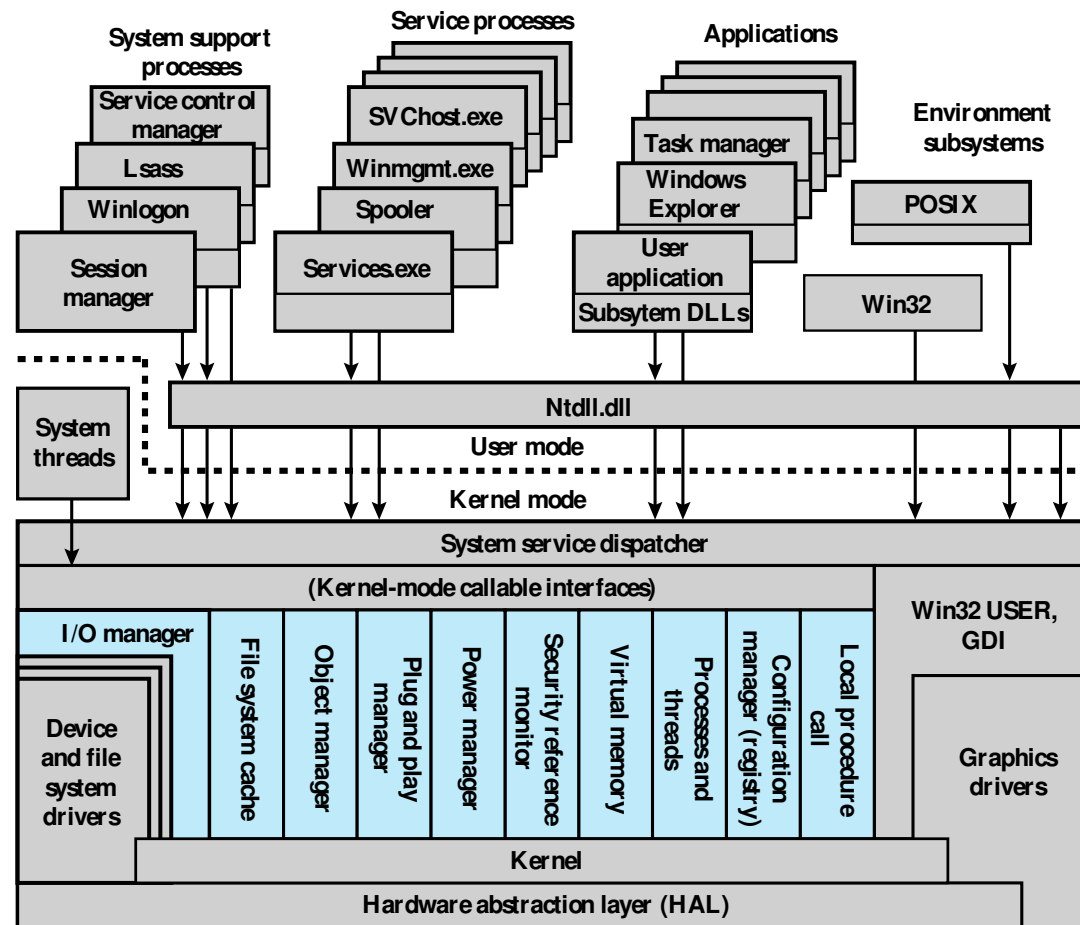 Service processes
System support
processes
Applications
Service control
manager
SVChost.exe
Environment
subsystems
Task manager
Lsass
Winmgmt.exe
Windows
Explorer
Winlogon
Spooler
POSIX
Session
manager
Services.exe
User
application
Subsytem DLLs
Win32
Ntdll.dll
System
threads
User mode
Kernel mode
System service dispatcher
(Kernel-mode callable interfaces)
Win32 USER,
GDI
I/O manager
File system cache
Object manager
Plug and play
manager
Power manager
Security reference
monitor
Virtual memory
Processes and
threads
Configuration
manager (registry)
Local procedure
call
Device
and file
system
drivers
Graphics
drivers
Kernel
Hardware abstraction layer (HAL)